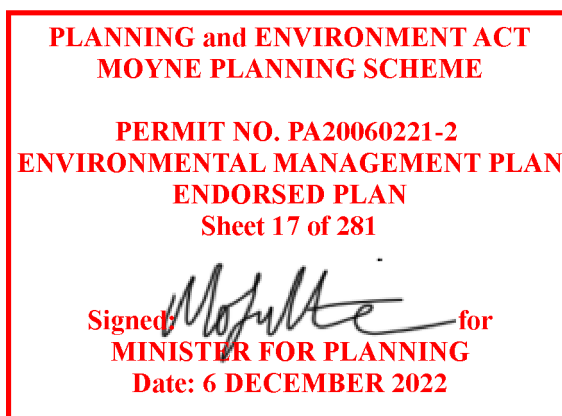 PLANNING and ENVIRONMENT ACT
MOYNE PLANNING SCHEME
PERMIT NO. PA20060221-2
ENVIRONMENTAL MANAGEMENT PLAN
ENDORSED PLAN
Sheet 17 of 281
Signed: for
MINISTER FOR PLANNING
Date: 6 DECEMBER 2022